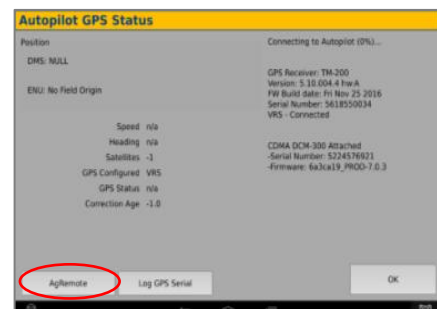 Autopilot GPS Status
Position
DMS: NULL
ENU: No Field Origin
Speed n/a
Heading n/a
Satellites -1
GPS Configured VRS
GPS Status n/a
Correction Age -1.0
Connecting to Autopilot (0%)...
GPS Receiver: TM-200
Version: 5.10.004.4 hw:A
FW Build date: Fri Nov 25 2016
Serial Number: 5618550034
VRS - Connected
CDMA DCM-300 Attached
-Serial Number: 5224576921
-Firmware: 6a3ca19_PROD-7.0.3
AgRemote
Log GPS Serial
OK